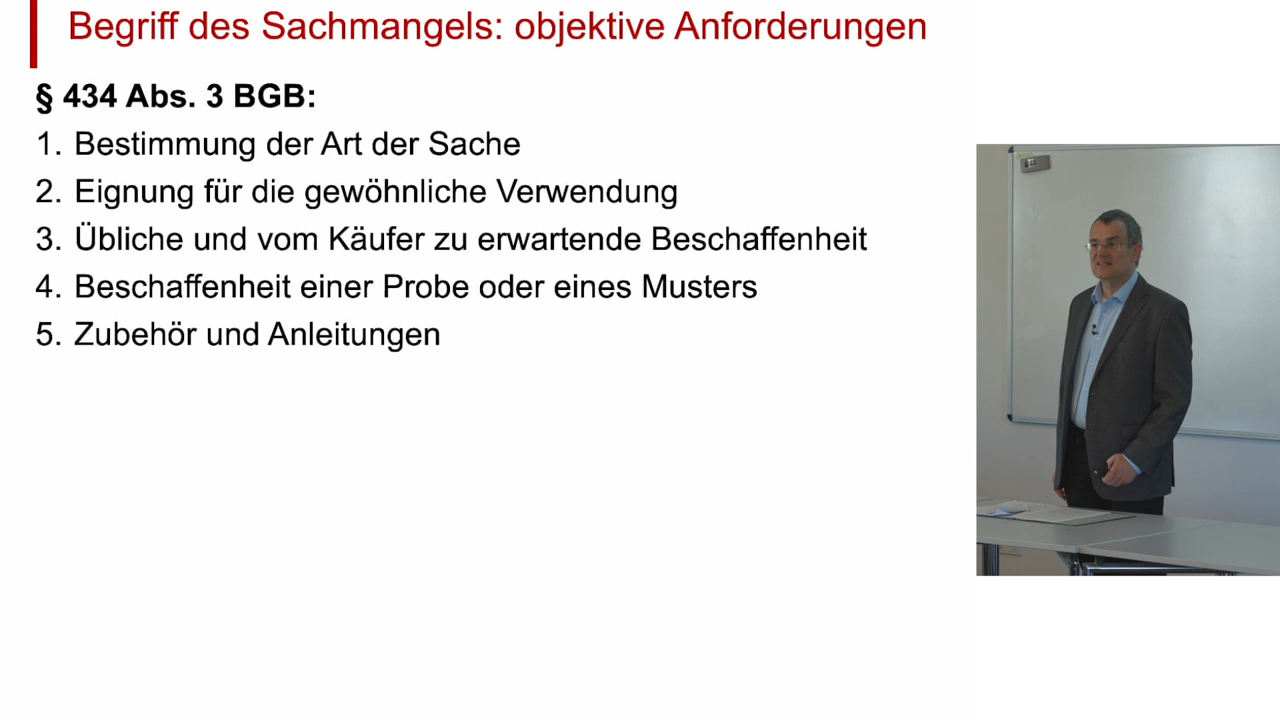 Begriff des Sachmangels: objektive Anforderungen
§ 434 Abs. 3 BGB:
1. Bestimmung der Art der Sache
2. Eignung für die gewöhnliche Verwendung
3. Übliche und vom Käufer zu erwartende Beschaffenheit
4. Beschaffenheit einer Probe oder eines Musters
5. Zubehör und Anleitungen